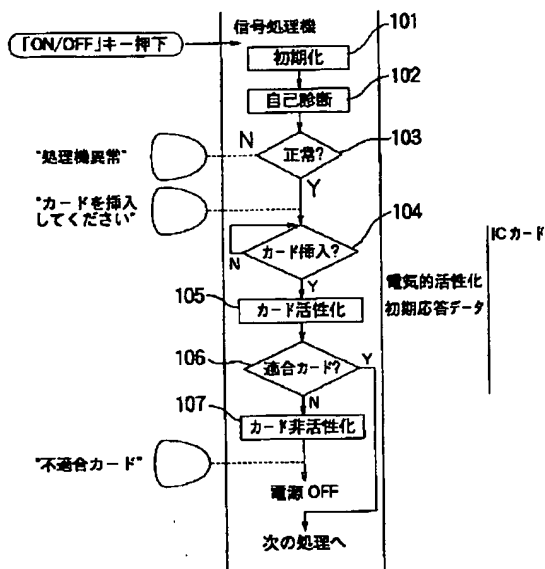 信号処理機
「ON/OFF」キー押下
101
初期化
102
自己診断
103
N
正常?
"処理機異常"
Y
"カードを挿入
してください"
104
カード挿入?
N
Y
ICカード
電気的活性化
105
カード活性化
初期応答データ
106
適合カード?
Y
N
107
カード非活性化
"不適合カード"
電源OFF
次の処理へ